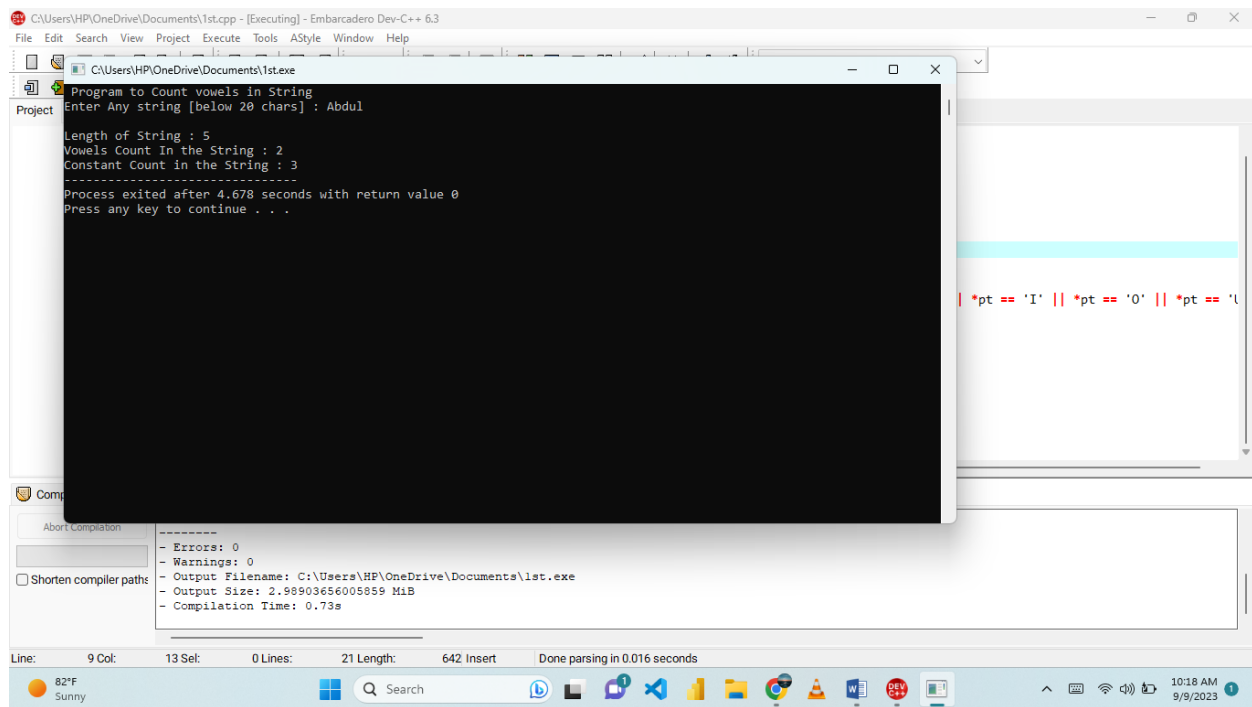 C:\Users\HP\OneDrive\Documents\1st.cpp - [Executing] - Embarcadero Dev-C++ 6.3
File Edit Search View Project Execute Tools AStyle Window Help
C:\Users\HP\OneDrive\Documents\1st.exe
Project
Program to Count vowels in String
Enter Any string [below 20 chars] : Abdul
Length of String : 5
Vowels Count In the String : 2
Constant Count in the String : 3
--------------------------------
Process exited after 4.678 seconds with return value 0
Press any key to continue . . .
*pt == 'I' || *pt == 'O' || *pt == 'U
Abort Compilation
--------
- Errors: 0
- Warnings: 0
- Output Filename: C:\Users\HP\OneDrive\Documents\1st.exe
- Output Size: 2.98903656005859 MiB
- Compilation Time: 0.73s
Shorten compiler paths
Line: 9 Col: 13 Sel: 0 Lines: 21 Length: 642 Insert Done parsing in 0.016 seconds
82°F
Sunny
Search
1
DEV C++
10:18 AM
9/9/2023
1